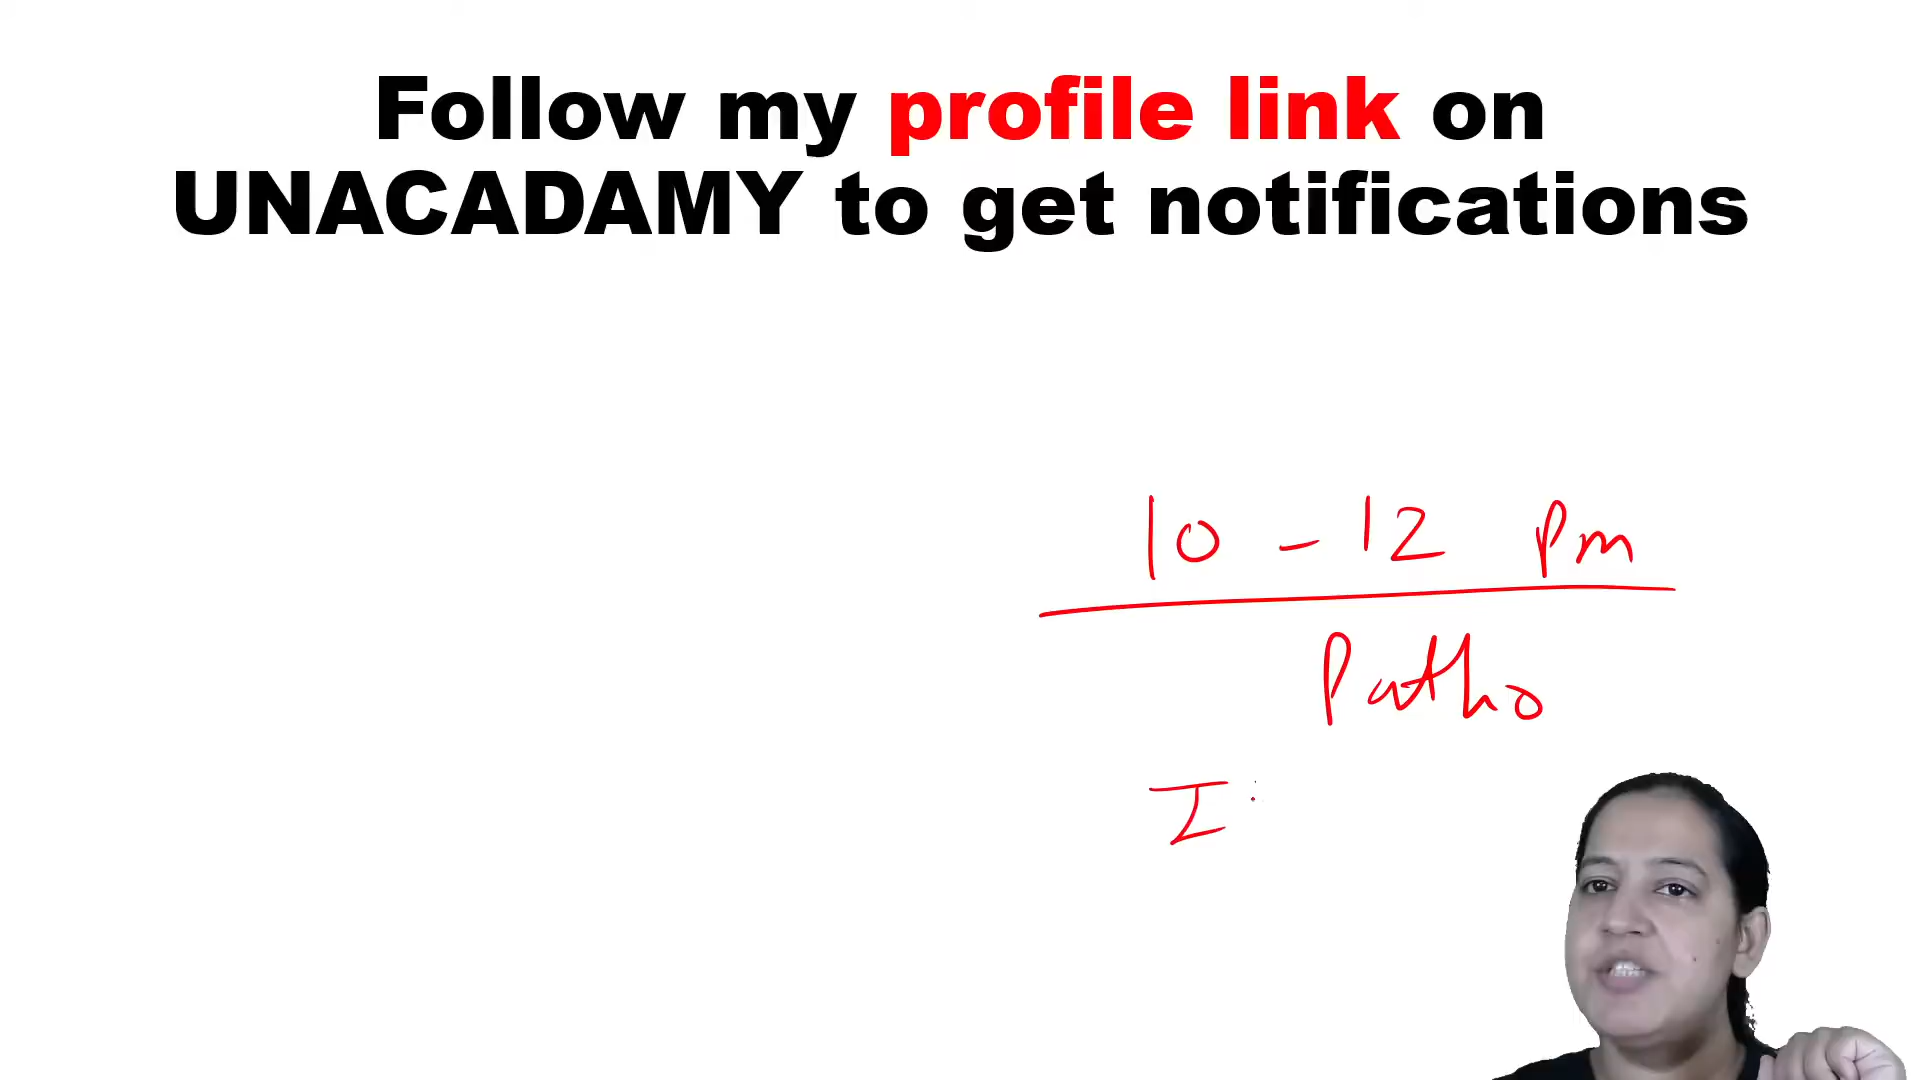 Follow my profile link on
UNACADAMY to get notifications
10 - 12 Pm
Patho
I